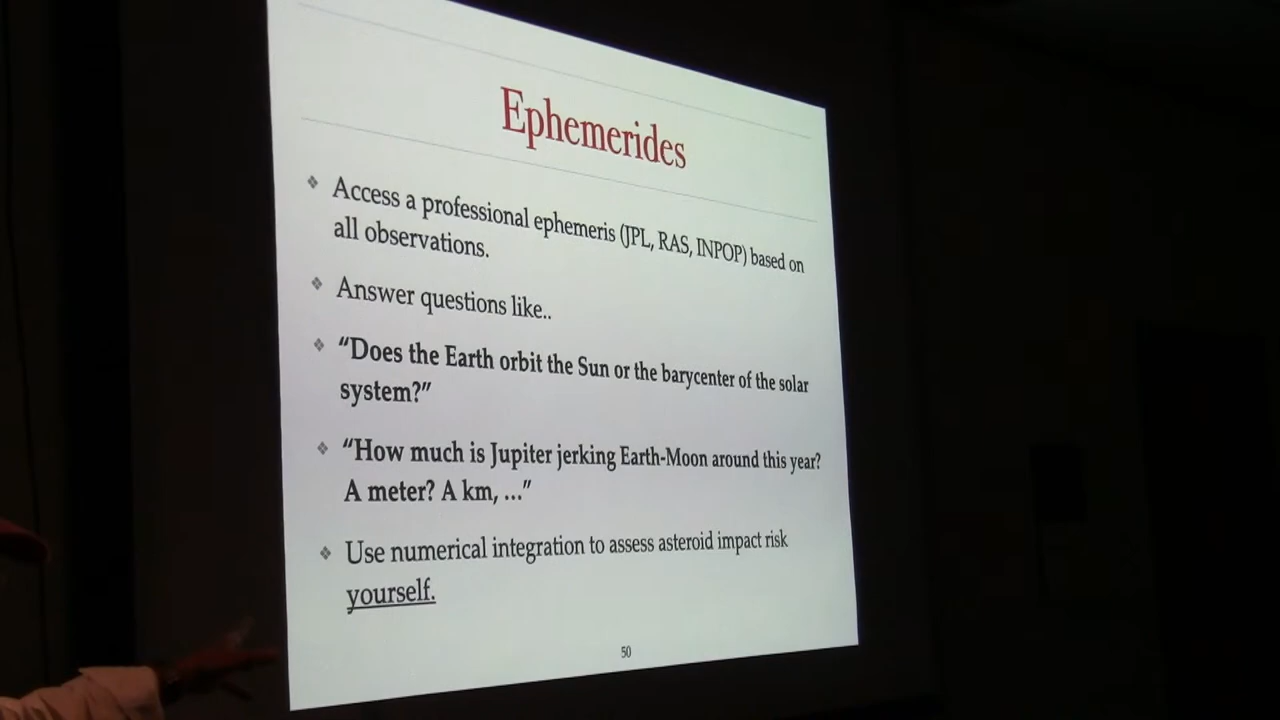 Ephemerides
Access a professional ephemeris (JPL, RAS, INPOP) based on
all observations.
Answer questions like..
“Does the Earth orbit the Sun or the barycenter of the solar
system?”
“How much is Jupiter jerking Earth-Moon around this year?
A meter? A km, ...”
Use numerical integration to assess asteroid impact risk
yourself.
50